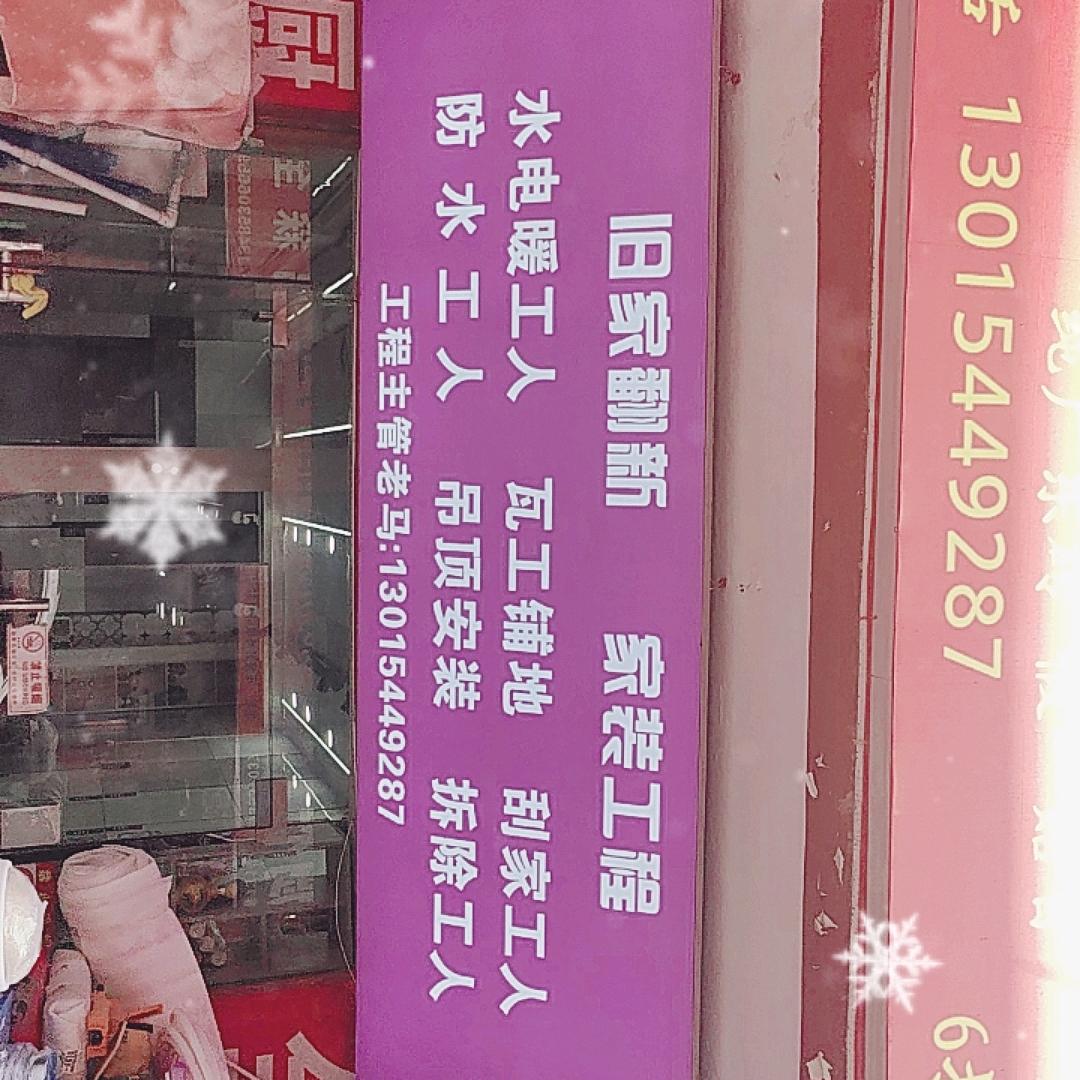 旧家翻新 家装工程
水电暖工人 瓦工铺地 刮家工人
防水工人 吊顶安装 拆除工人
工程主管老马:13015449287
13015449287
厨